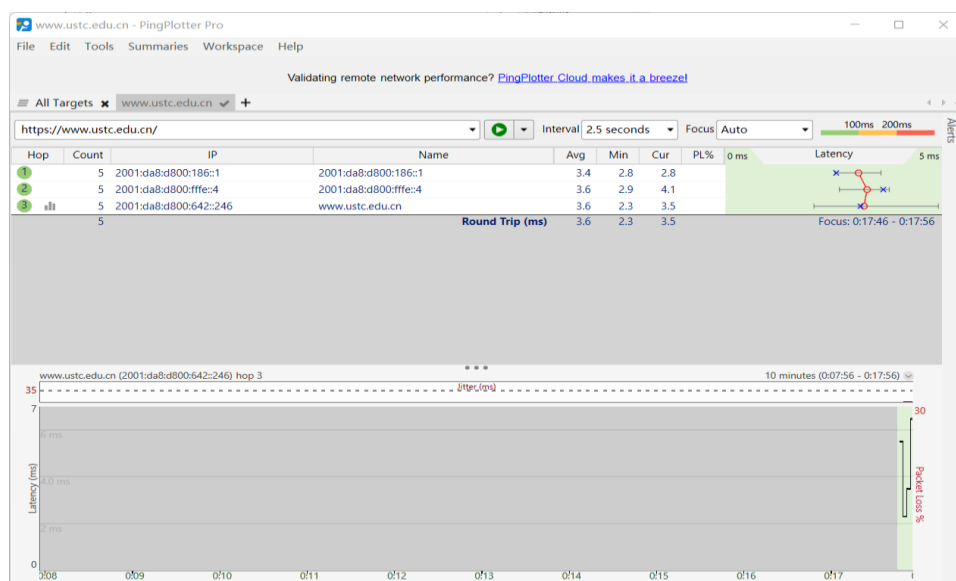 www.ustc.edu.cn - PingPlotter Pro
File Edit Tools Summaries Workspace Help
Validating remote network performance? PingPlotter Cloud makes it a breeze!
All Targets www.ustc.edu.cn +
https://www.ustc.edu.cn/ Interval 2.5 seconds Focus Auto 100ms 200ms
Alerts
Hop Count IP Name Avg Min Cur PL% 0 ms Latency 5 ms
1 5 2001:da8:d800:186::1 2001:da8:d800:186::1 3.4 2.8 2.8
2 5 2001:da8:d800:fffe::4 2001:da8:d800:fffe::4 3.6 2.9 4.1
3 5 2001:da8:d800:642::246 www.ustc.edu.cn 3.6 2.3 3.5
5 Round Trip (ms) 3.6 2.3 3.5 Focus: 0:17:46 - 0:17:56
www.ustc.edu.cn (2001:da8:d800:642::246) hop 3 10 minutes (0:07:56 - 0:17:56)
35 Jitter (ms)
7 30
6 ms
4.0 ms
2 ms
0
Latency (ms)
Packet Loss %
0:08 0:09 0:10 0:11 0:12 0:13 0:14 0:15 0:16 0:17